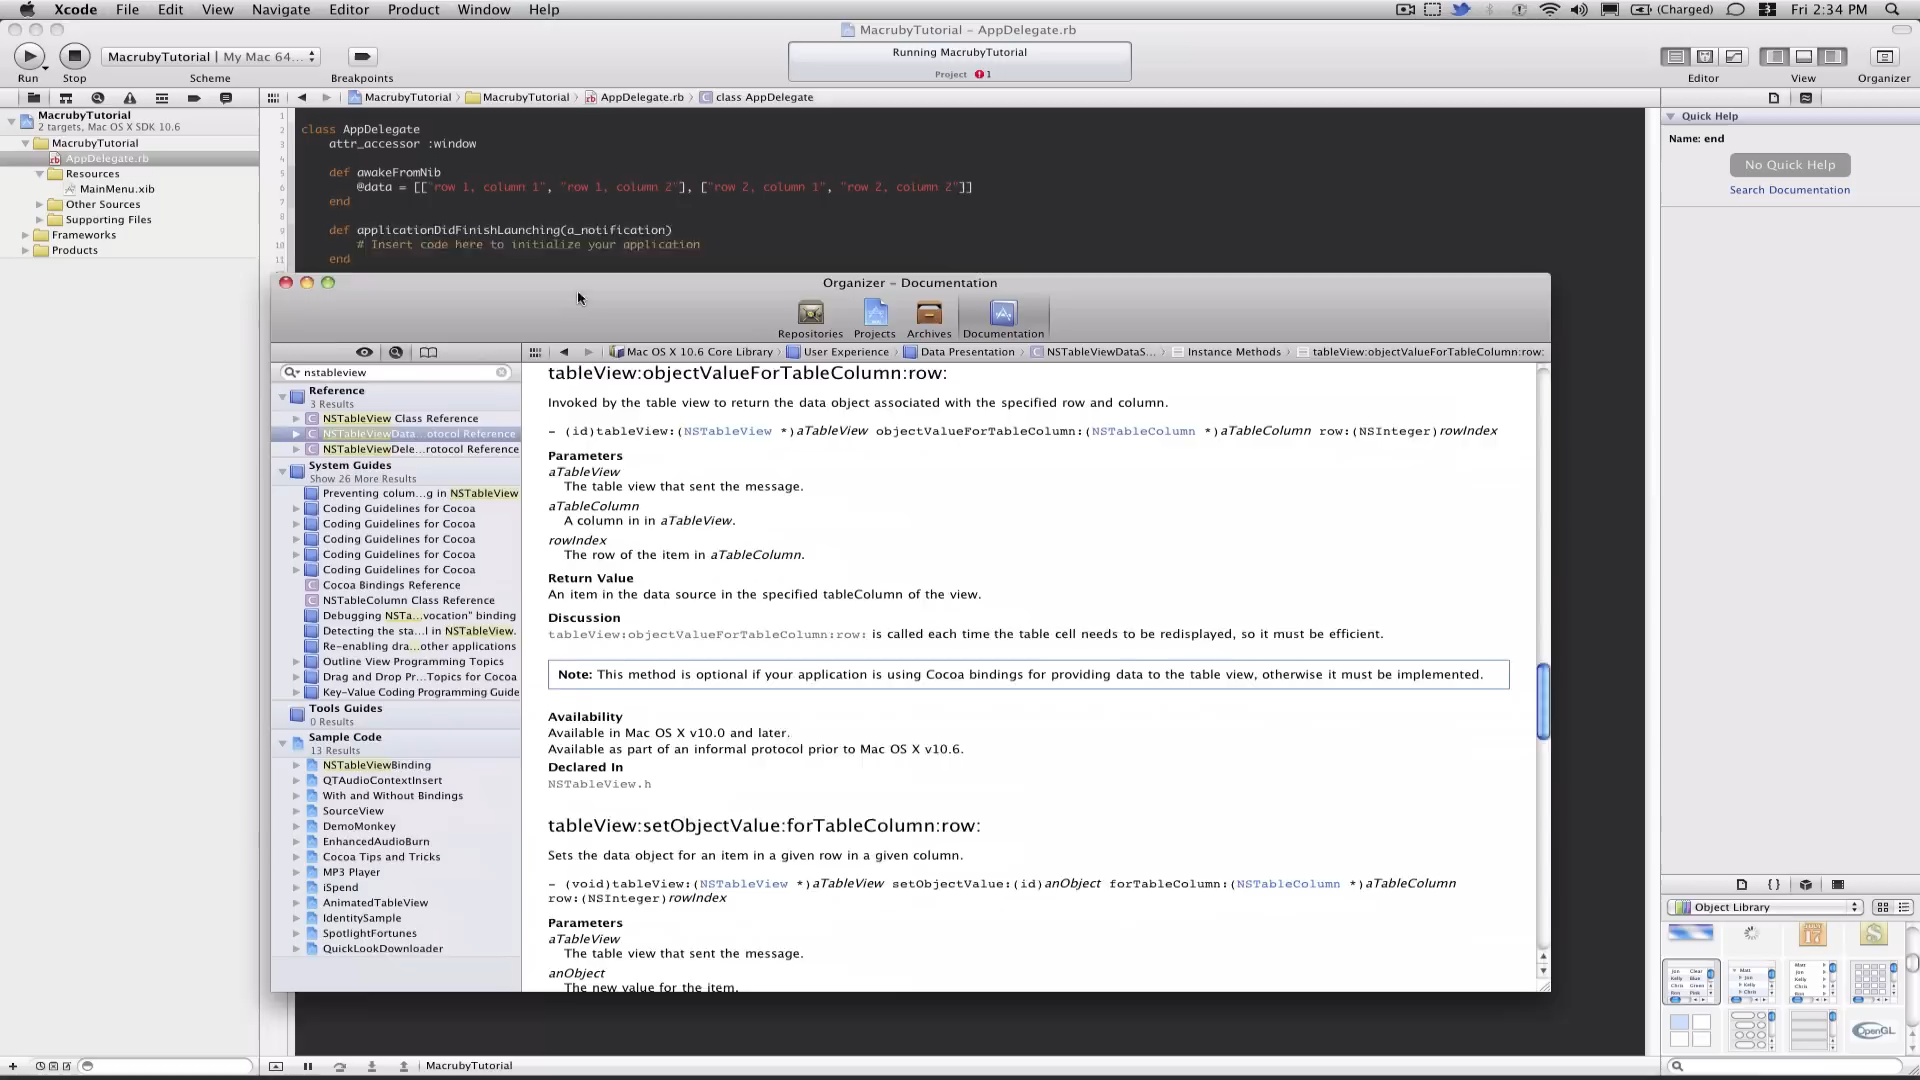 Xcode File Edit View Navigate Editor Product Window Help (Charged) Fri 2:34 PM
MacrubyTutorial – AppDelegate.rb
MacrubyTutorial | My Mac 64... Running MacrubyTutorial
Project 1
Run Stop Scheme Breakpoints Editor View Organizer
MacrubyTutorial MacrubyTutorial AppDelegate.rb class AppDelegate
MacrubyTutorial
2 targets, Mac OS X SDK 10.6
MacrubyTutorial
AppDelegate.rb
Resources
MainMenu.xib
Other Sources
Supporting Files
Frameworks
Products
1
2 class AppDelegate
3 attr_accessor :window
4
5 def awakeFromNib
6 @data = [["row 1, column 1", "row 1, column 2"], ["row 2, column 1", "row 2, column 2"]]
7 end
8
9 def applicationDidFinishLaunching(a_notification)
10 # Insert code here to initialize your application
11 end
Quick Help
Name: end
No Quick Help
Search Documentation
Organizer – Documentation
Repositories Projects Archives Documentation
Mac OS X 10.6 Core Library User Experience Data Presentation NSTableViewDataS... Instance Methods tableView:objectValueForTableColumn:row:
nstableview
Reference
3 Results
NSTableView Class Reference
NSTableViewData...otocol Reference
NSTableViewDele...rotocol Reference
System Guides
Show 26 More Results
Preventing colum...g in NSTableView
Coding Guidelines for Cocoa
Coding Guidelines for Cocoa
Coding Guidelines for Cocoa
Coding Guidelines for Cocoa
Coding Guidelines for Cocoa
Cocoa Bindings Reference
NSTableColumn Class Reference
Debugging NSTa...vocation" binding
Detecting the sta...l in NSTableView.
Re-enabling dra...other applications
Outline View Programming Topics
Drag and Drop Pr...Topics for Cocoa
Key-Value Coding Programming Guide
Tools Guides
0 Results
Sample Code
13 Results
NSTableViewBinding
QTAudioContextInsert
With and Without Bindings
SourceView
DemoMonkey
EnhancedAudioBurn
Cocoa Tips and Tricks
MP3 Player
iSpend
AnimatedTableView
IdentitySample
SpotlightFortunes
QuickLookDownloader
tableView:objectValueForTableColumn:row:
Invoked by the table view to return the data object associated with the specified row and column.
– (id)tableView:(NSTableView *)aTableView objectValueForTableColumn:(NSTableColumn *)aTableColumn row:(NSInteger)rowIndex
Parameters
aTableView
The table view that sent the message.
aTableColumn
A column in in aTableView.
rowIndex
The row of the item in aTableColumn.
Return Value
An item in the data source in the specified tableColumn of the view.
Discussion
tableView:objectValueForTableColumn:row: is called each time the table cell needs to be redisplayed, so it must be efficient.
Note: This method is optional if your application is using Cocoa bindings for providing data to the table view, otherwise it must be implemented.
Availability
Available in Mac OS X v10.0 and later.
Available as part of an informal protocol prior to Mac OS X v10.6.
Declared In
NSTableView.h
tableView:setObjectValue:forTableColumn:row:
Sets the data object for an item in a given row in a given column.
– (void)tableView:(NSTableView *)aTableView setObjectValue:(id)anObject forTableColumn:(NSTableColumn *)aTableColumn
row:(NSInteger)rowIndex
Parameters
aTableView
The table view that sent the message.
anObject
The new value for the item.
Object Library
OpenGL
MacrubyTutorial